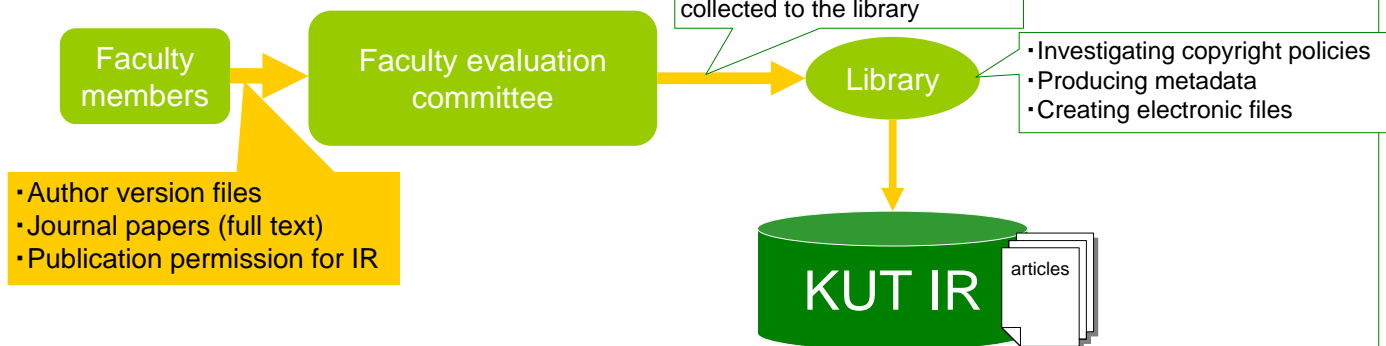 collected to the library
Faculty
members
Faculty evaluation
committee
Library
・Investigating copyright policies
・Producing metadata
・Creating electronic files
・Author version files
・Journal papers (full text)
・Publication permission for IR
KUT IR
articles